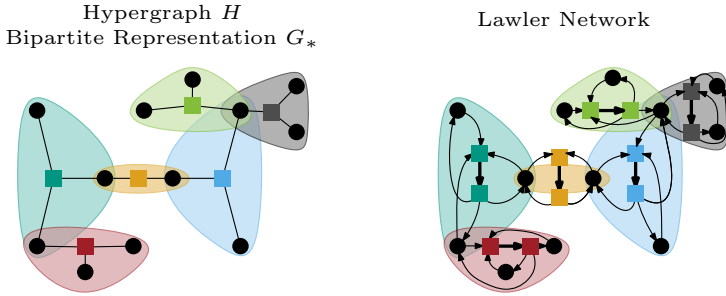 Hypergraph H
Bipartite Representation G∗
Lawler Network